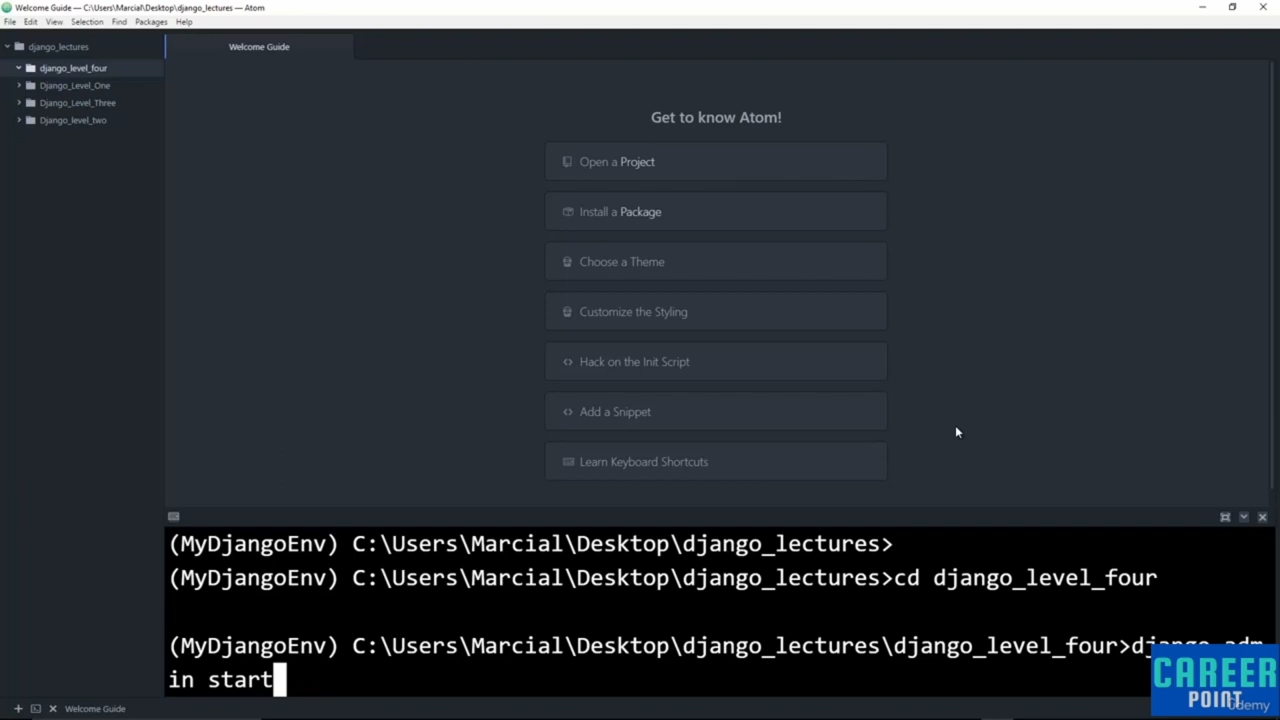 Welcome Guide — C:\Users\Marcial\Desktop\django_lectures — Atom
File Edit View Selection Find Packages Help
django_lectures
Welcome Guide
django_level_four
Django_Level_One
Django_Level_Three
Django_level_two
Get to know Atom!
Open a Project
Install a Package
Choose a Theme
Customize the Styling
Hack on the Init Script
Add a Snippet
Learn Keyboard Shortcuts
(MyDjangoEnv) C:\Users\Marcial\Desktop\django_lectures>
(MyDjangoEnv) C:\Users\Marcial\Desktop\django_lectures>cd django_level_four
(MyDjangoEnv) C:\Users\Marcial\Desktop\django_lectures\django_level_four>django-adm
in start
CAREER
POINT
Udemy
Welcome Guide